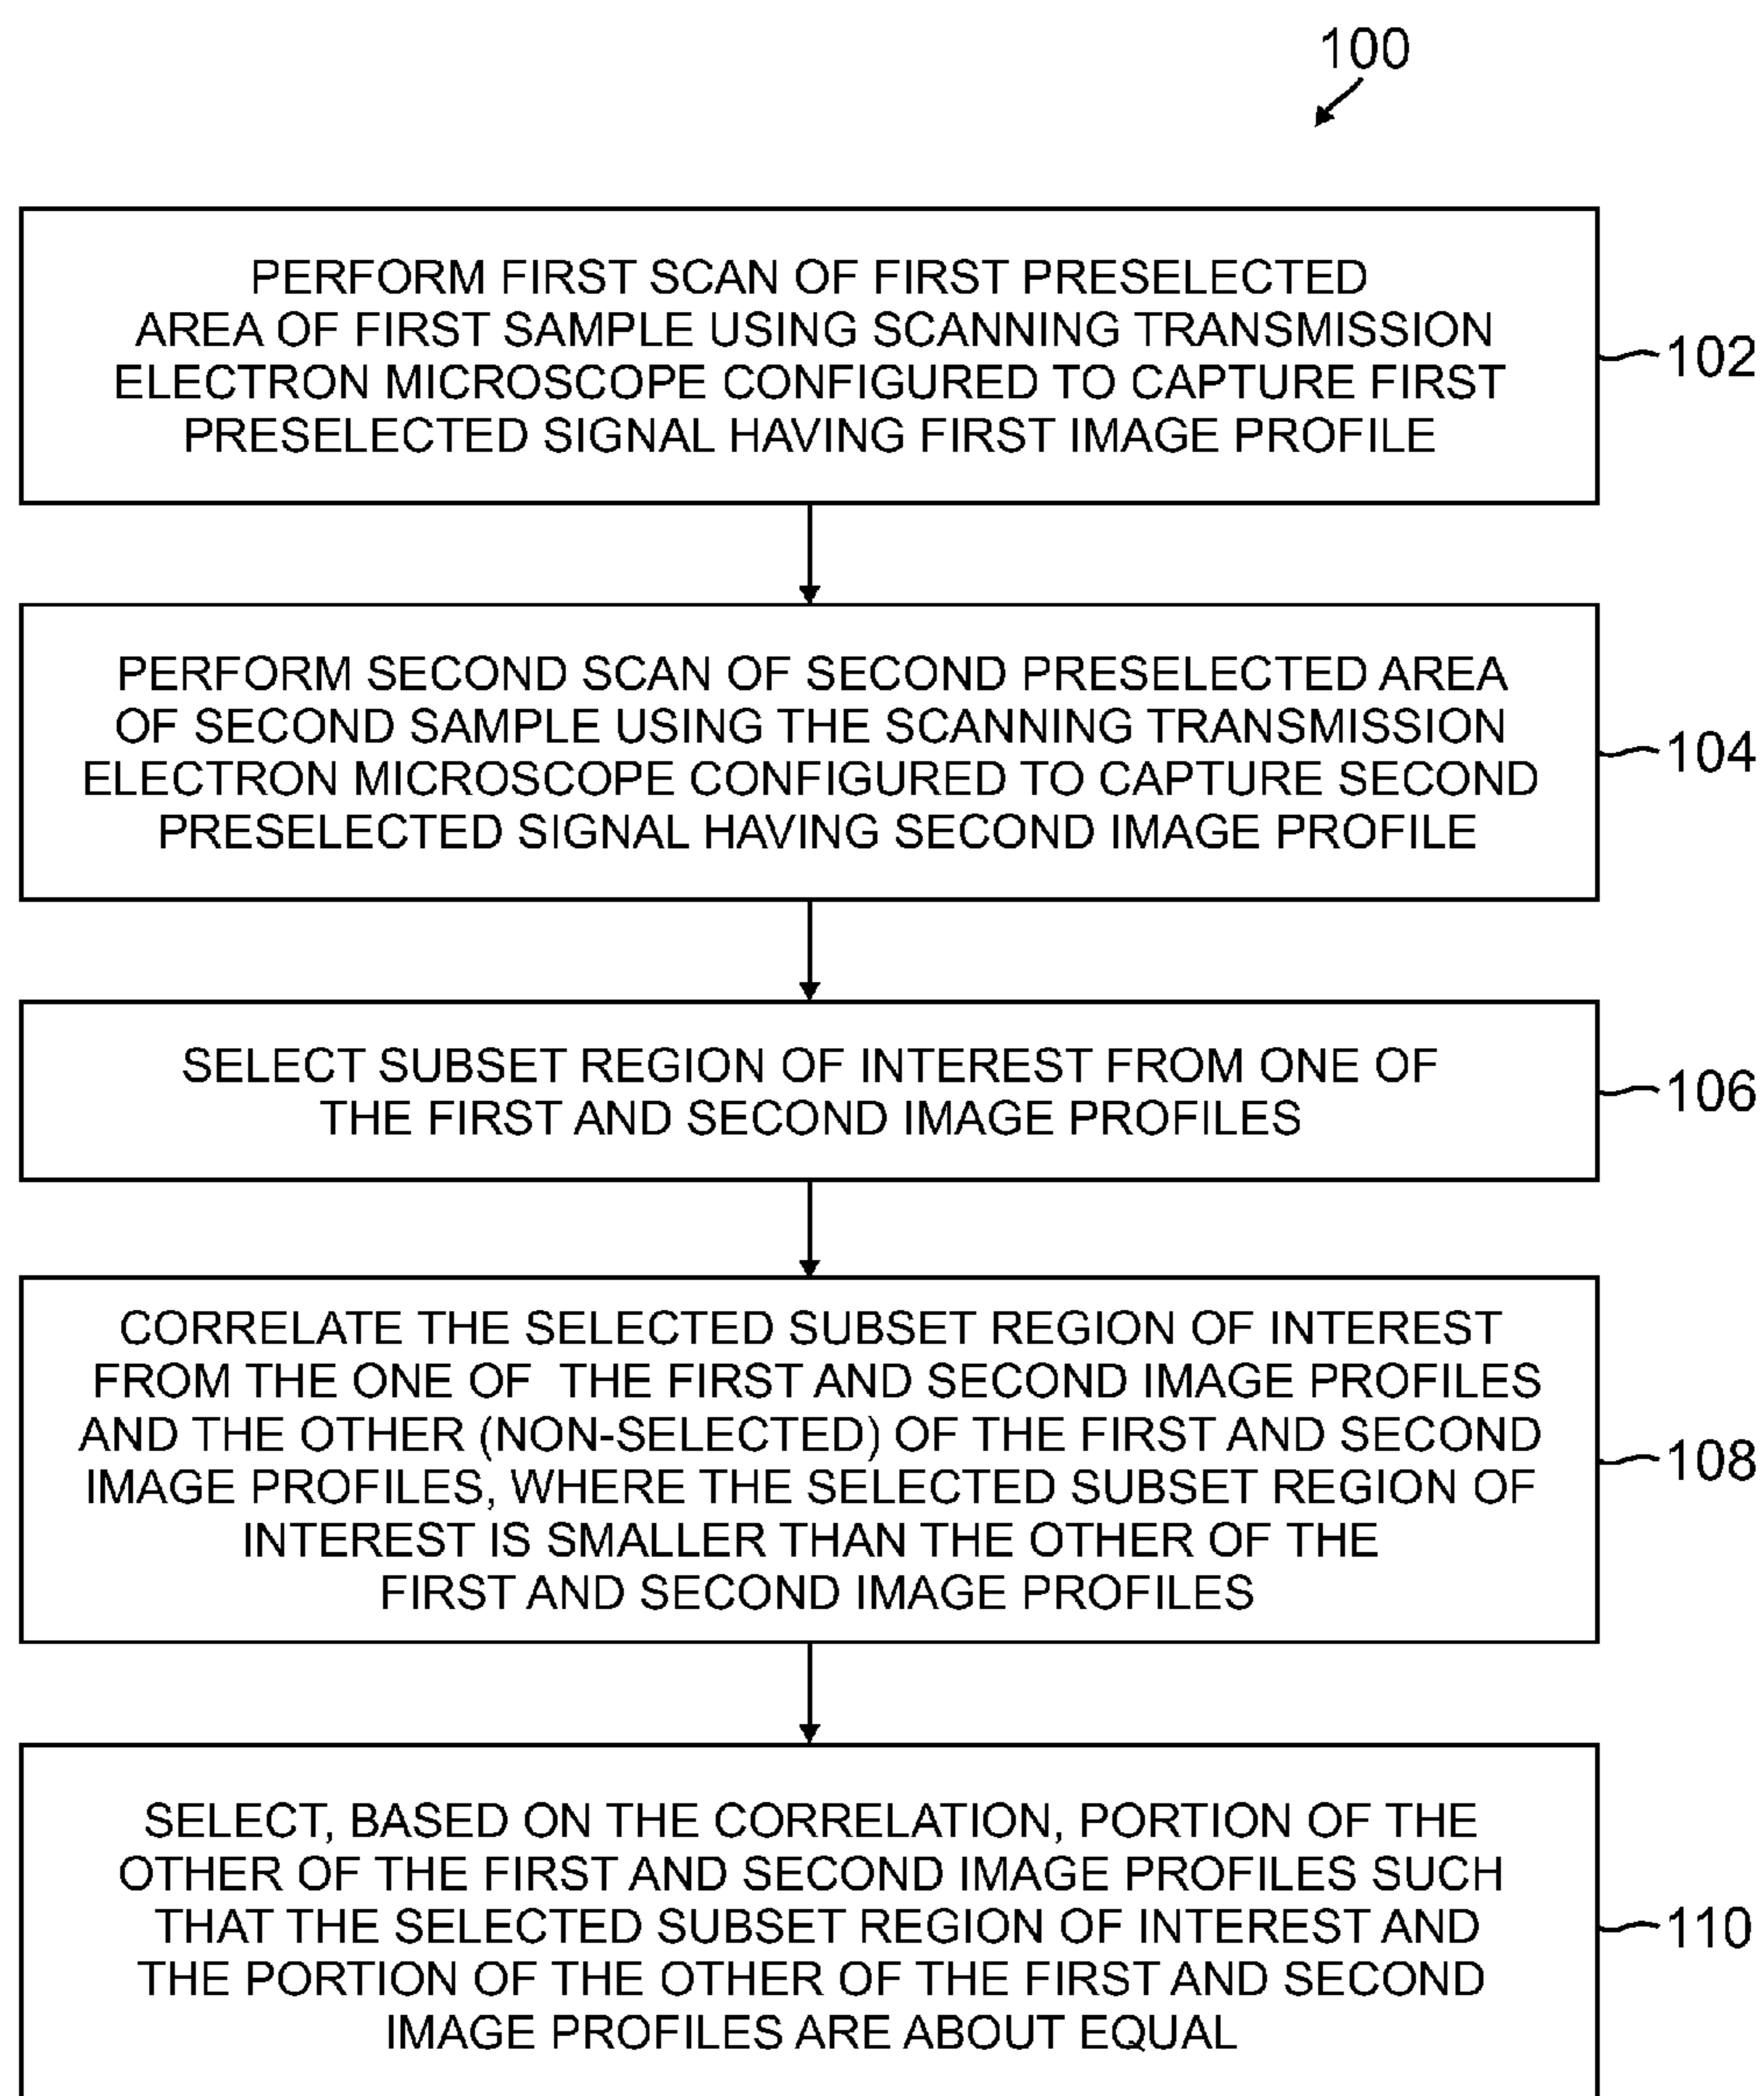 100
PERFORM FIRST SCAN OF FIRST PRESELECTED
AREA OF FIRST SAMPLE USING SCANNING TRANSMISSION
ELECTRON MICROSCOPE CONFIGURED TO CAPTURE FIRST
PRESELECTED SIGNAL HAVING FIRST IMAGE PROFILE
102
PERFORM SECOND SCAN OF SECOND PRESELECTED AREA
OF SECOND SAMPLE USING THE SCANNING TRANSMISSION
ELECTRON MICROSCOPE CONFIGURED TO CAPTURE SECOND
PRESELECTED SIGNAL HAVING SECOND IMAGE PROFILE
104
SELECT SUBSET REGION OF INTEREST FROM ONE OF
THE FIRST AND SECOND IMAGE PROFILES
106
CORRELATE THE SELECTED SUBSET REGION OF INTEREST
FROM THE ONE OF THE FIRST AND SECOND IMAGE PROFILES
AND THE OTHER (NON-SELECTED) OF THE FIRST AND SECOND
IMAGE PROFILES, WHERE THE SELECTED SUBSET REGION OF
INTEREST IS SMALLER THAN THE OTHER OF THE
FIRST AND SECOND IMAGE PROFILES
108
SELECT, BASED ON THE CORRELATION, PORTION OF THE
OTHER OF THE FIRST AND SECOND IMAGE PROFILES SUCH
THAT THE SELECTED SUBSET REGION OF INTEREST AND
THE PORTION OF THE OTHER OF THE FIRST AND SECOND
IMAGE PROFILES ARE ABOUT EQUAL
110